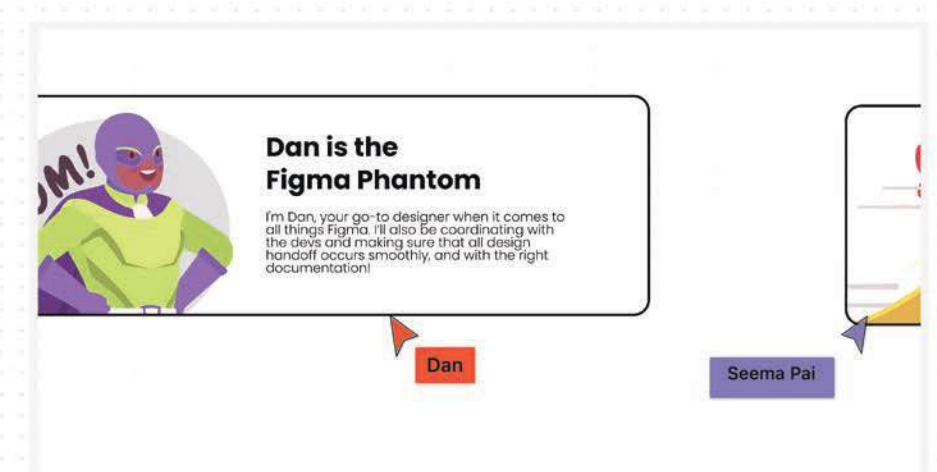 OM!
Dan is the
Figma Phantom
I'm Dan, your go-to designer when it comes to
all things Figma. I'll also be coordinating with
the devs and making sure that all design
handoff occurs smoothly, and with the right
documentation!
Dan
Seema Pai